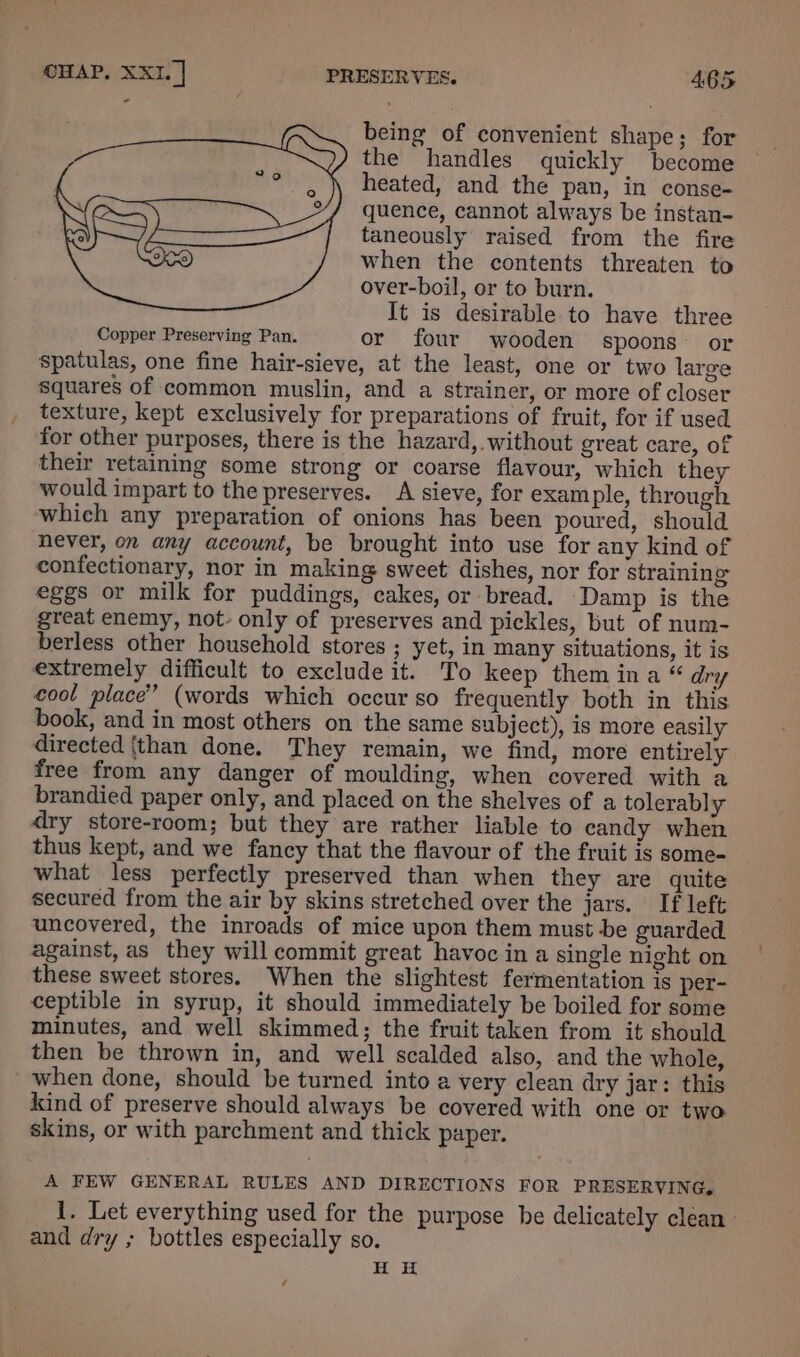 CHAP. XXI.] PRESERVES. 465
being of convenient shape; for
the handles quickly become
heated, and the pan, in conse-
quence, cannot always be instan-
taneously raised from the fire
when the contents threaten to
over-boil, or to burn.
It is desirable to have three
Copper Preserving Pan.
or four wooden spoons or
spatulas, one fine hair-sieve, at the least, one or two large
squares of common muslin, and a strainer, or more of closer
texture, kept exclusively for preparations of fruit, for if used
for other purposes, there is the hazard, without great care, of
their retaining some strong or coarse flavour, which they
would impart to the preserves. A sieve, for example, through
which any preparation of onions has been poured, should
never, on any account, be brought into use for any kind of
confectionary, nor in making sweet dishes, nor for straining
eggs or milk for puddings, cakes, or bread. Damp is the
great enemy, not only of preserves and pickles, but of num-
berless other household stores; yet, in many situations, it is
extremely difficult to exclude it. To keep them in a “dry
cool place” (words which occur so frequently both in this
book, and in most others on the same subject), is more easily
directed {than done. They remain, we find, more entirely
free from any danger of moulding, when covered with a
brandied paper only, and placed on the shelves of a tolerably
dry store-room; but they are rather liable to candy when
thus kept, and we fancy that the flavour of the fruit is some-
what less perfectly preserved than when they are quite
secured from the air by skins stretched over the jars. If left
uncovered, the inroads of mice upon them must be guarded
against, as they will commit great havoc in a single night on
these sweet stores. When the slightest fermentation is per-
ceptible in syrup, it should immediately be boiled for some
minutes, and well skimmed; the fruit taken from it should
then be thrown in, and well scalded also, and the whole,
when done, should be turned into a very clean dry jar: this
kind of preserve should always be covered with one or two
skins, or with parchment and thick paper.
A FEW GENERAL RULES AND DIRECTIONS FOR PRESERVING.
1. Let everything used for the purpose be delicately clean
and dry; bottles especially so.
H H